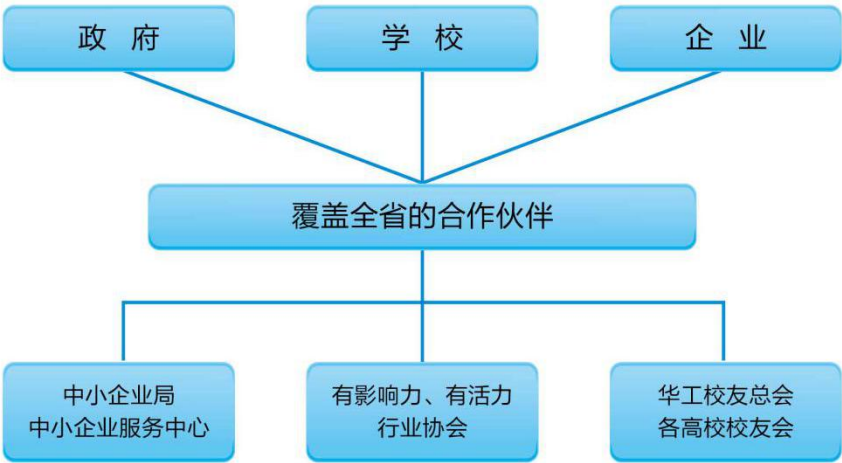 政 府
学 校
企 业
覆盖全省的合作伙伴
中小企业局
中小企业服务中心
有影响力、有活力
行业协会
华工校友总会
各高校校友会